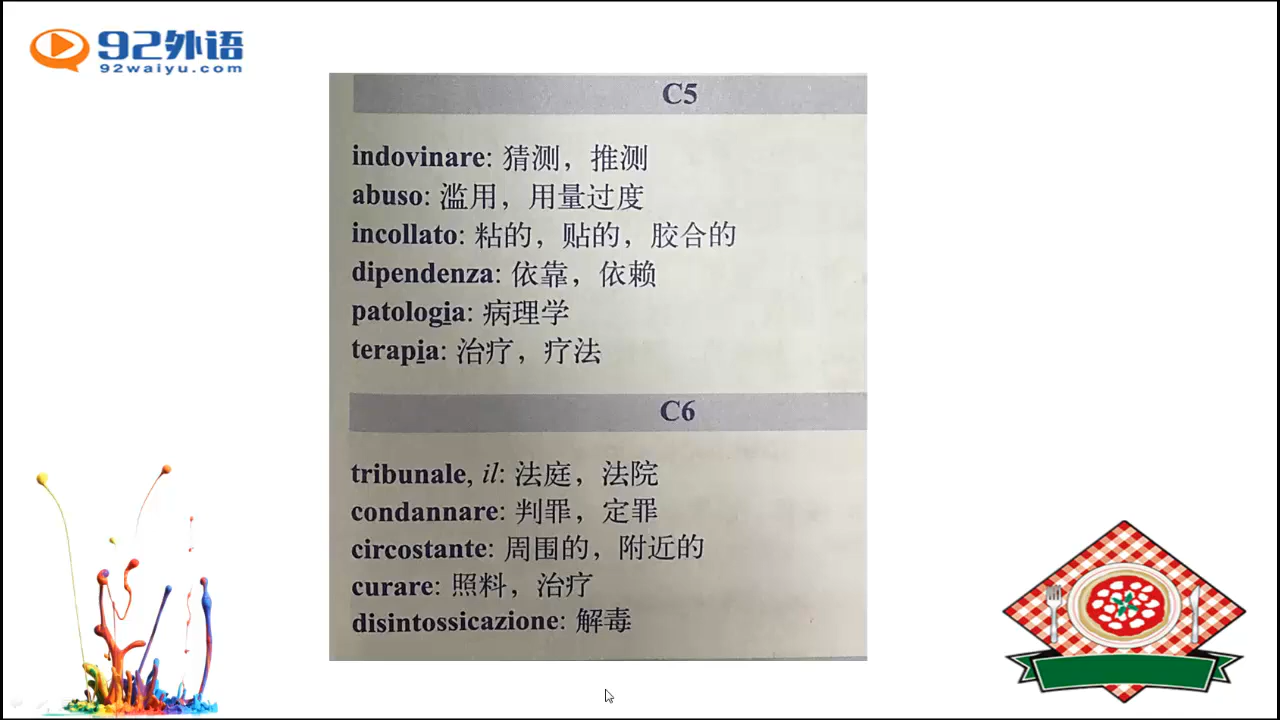 92外语
92waiyu.com
C5
indovinare: 猜测，推测
abuso: 滥用，用量过度
incollato: 粘的，贴的，胶合的
dipendenza: 依靠，依赖
patologia: 病理学
terapia: 治疗，疗法
C6
tribunale, il: 法庭，法院
condannare: 判罪，定罪
circostante: 周围的，附近的
curare: 照料，治疗
disintossicazione: 解毒